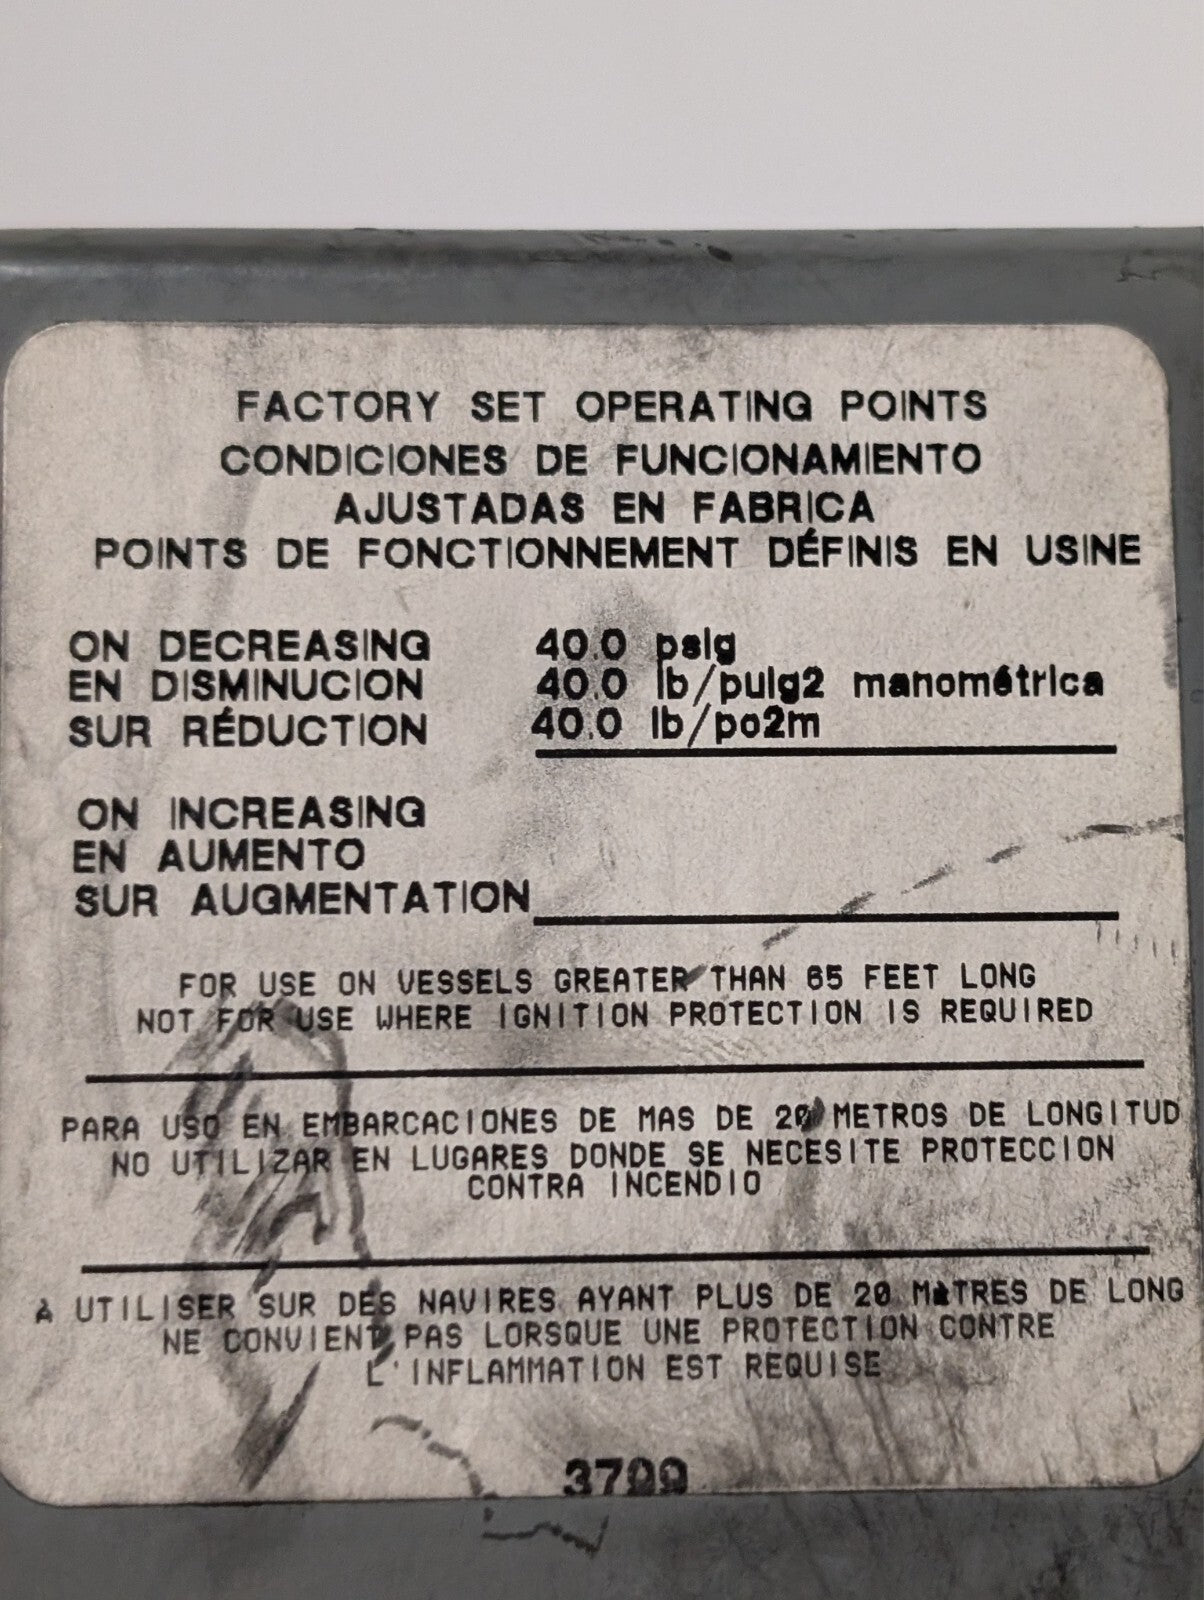 FACTORY SET OPERATING POINTS
CONDICIONES DE FUNCIONAMIENTO
AJUSTADAS EN FABRICA
POINTS DE FONCTIONNEMENT DÉFINIS EN USINE
ON DECREASING 40.0 psig
EN DISMINUCION 40.0 lb/pulg2 manométrica
SUR RÉDUCTION 40.0 lb/po2m
ON INCREASING
EN AUMENTO
SUR AUGMENTATION
FOR USE ON VESSELS GREATER THAN 65 FEET LONG
NOT FOR USE WHERE IGNITION PROTECTION IS REQUIRED
PARA USO EN EMBARCACIONES DE MAS DE 20 METROS DE LONGITUD
NO UTILIZAR EN LUGARES DONDE SE NECESITE PROTECCION
CONTRA INCENDIO
À UTILISER SUR DES NAVIRES AYANT PLUS DE 20 MÈTRES DE LONG
NE CONVIENT PAS LORSQUE UNE PROTECTION CONTRE
L'INFLAMMATION EST REQUISE
3799